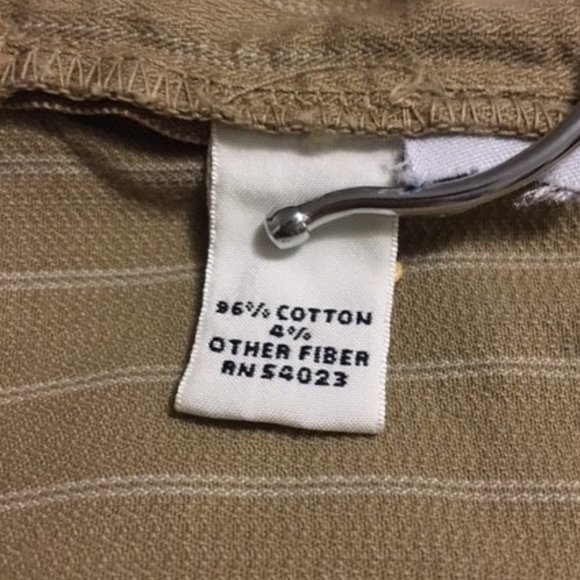 96% COTTON
4%
OTHER FIBER
RN 54023